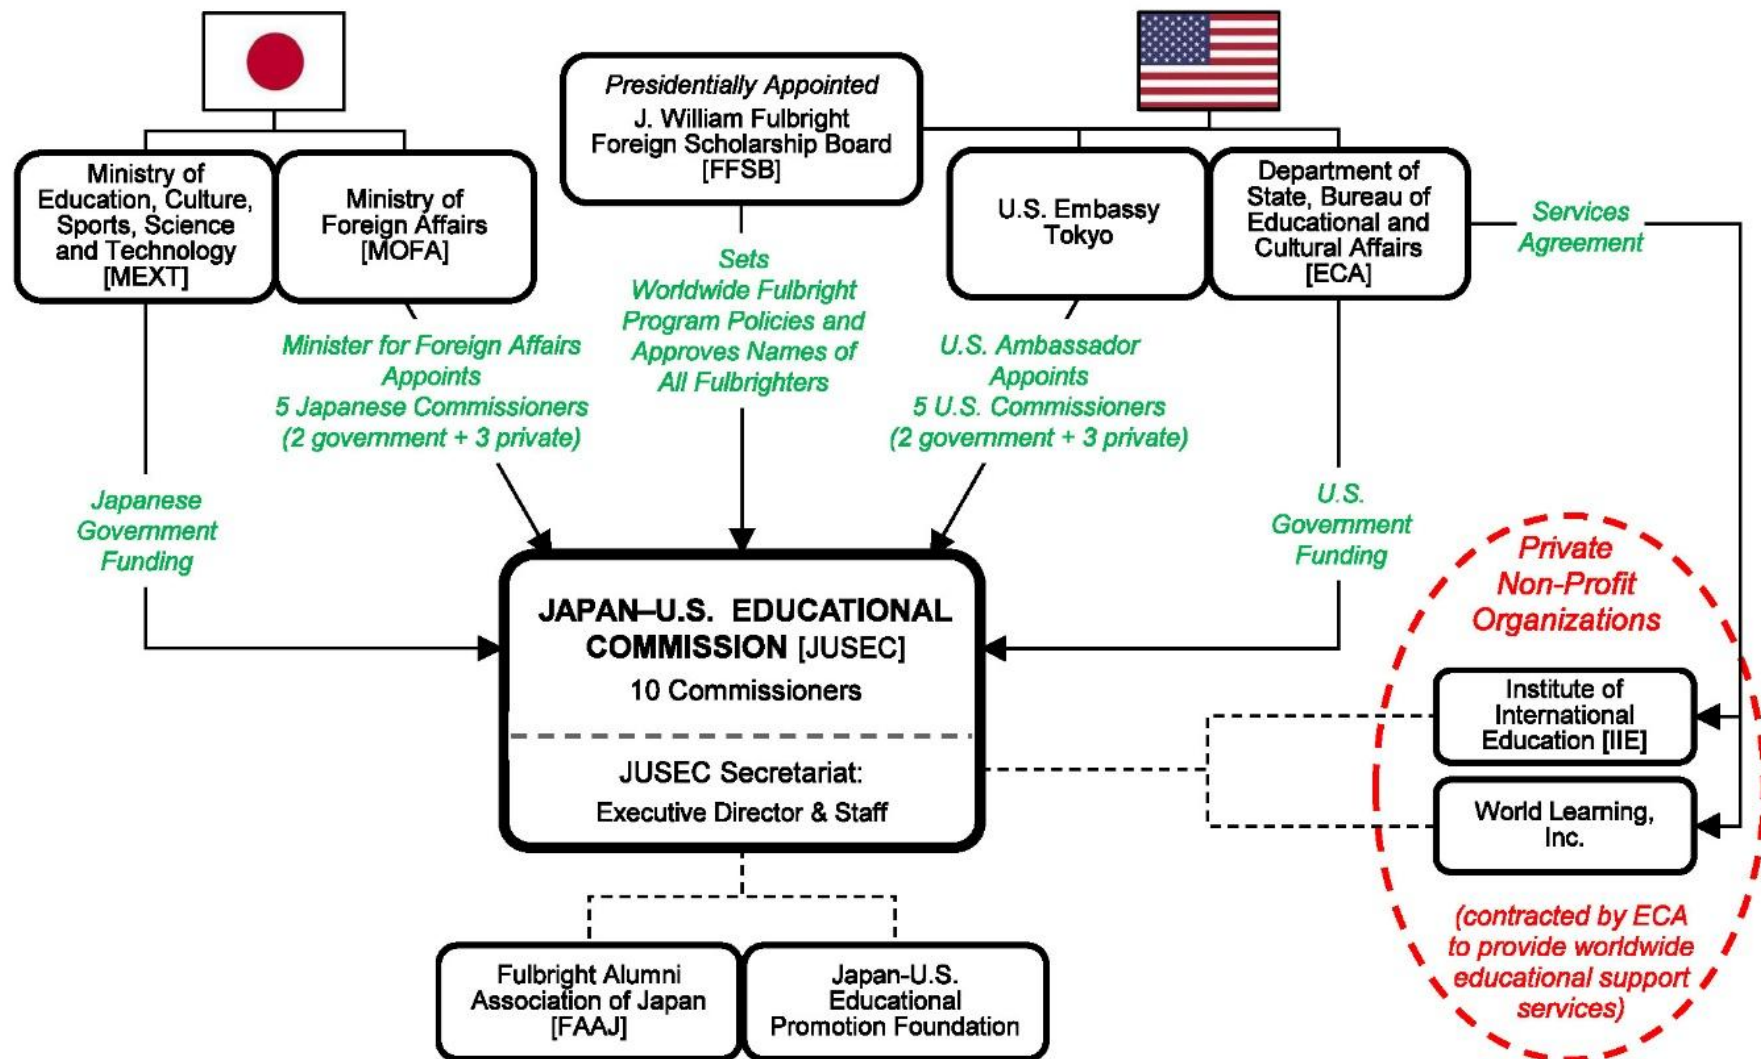 Presidentially Appointed
J. William Fulbright
Foreign Scholarship Board
[FFSB]
Ministry of
Education, Culture,
Sports, Science
and Technology
[MEXT]
Ministry of
Foreign Affairs
[MOFA]
U.S. Embassy
Tokyo
Department of
State, Bureau of
Educational and
Cultural Affairs
[ECA]
Services
Agreement
Minister for Foreign Affairs
Appoints
5 Japanese Commissioners
(2 government + 3 private)
Sets
Worldwide Fulbright
Program Policies and
Approves Names of
All Fulbrighters
U.S. Ambassador
Appoints
5 U.S. Commissioners
(2 government + 3 private)
Japanese
Government
Funding
U.S.
Government
Funding
JAPAN–U.S. EDUCATIONAL
COMMISSION [JUSEC]
10 Commissioners
JUSEC Secretariat:
Executive Director & Staff
Private
Non-Profit
Organizations
Institute of
International
Education [IIE]
World Learning,
Inc.
(contracted by ECA
to provide worldwide
educational support
services)
Fulbright Alumni
Association of Japan
[FAAJ]
Japan-U.S.
Educational
Promotion Foundation